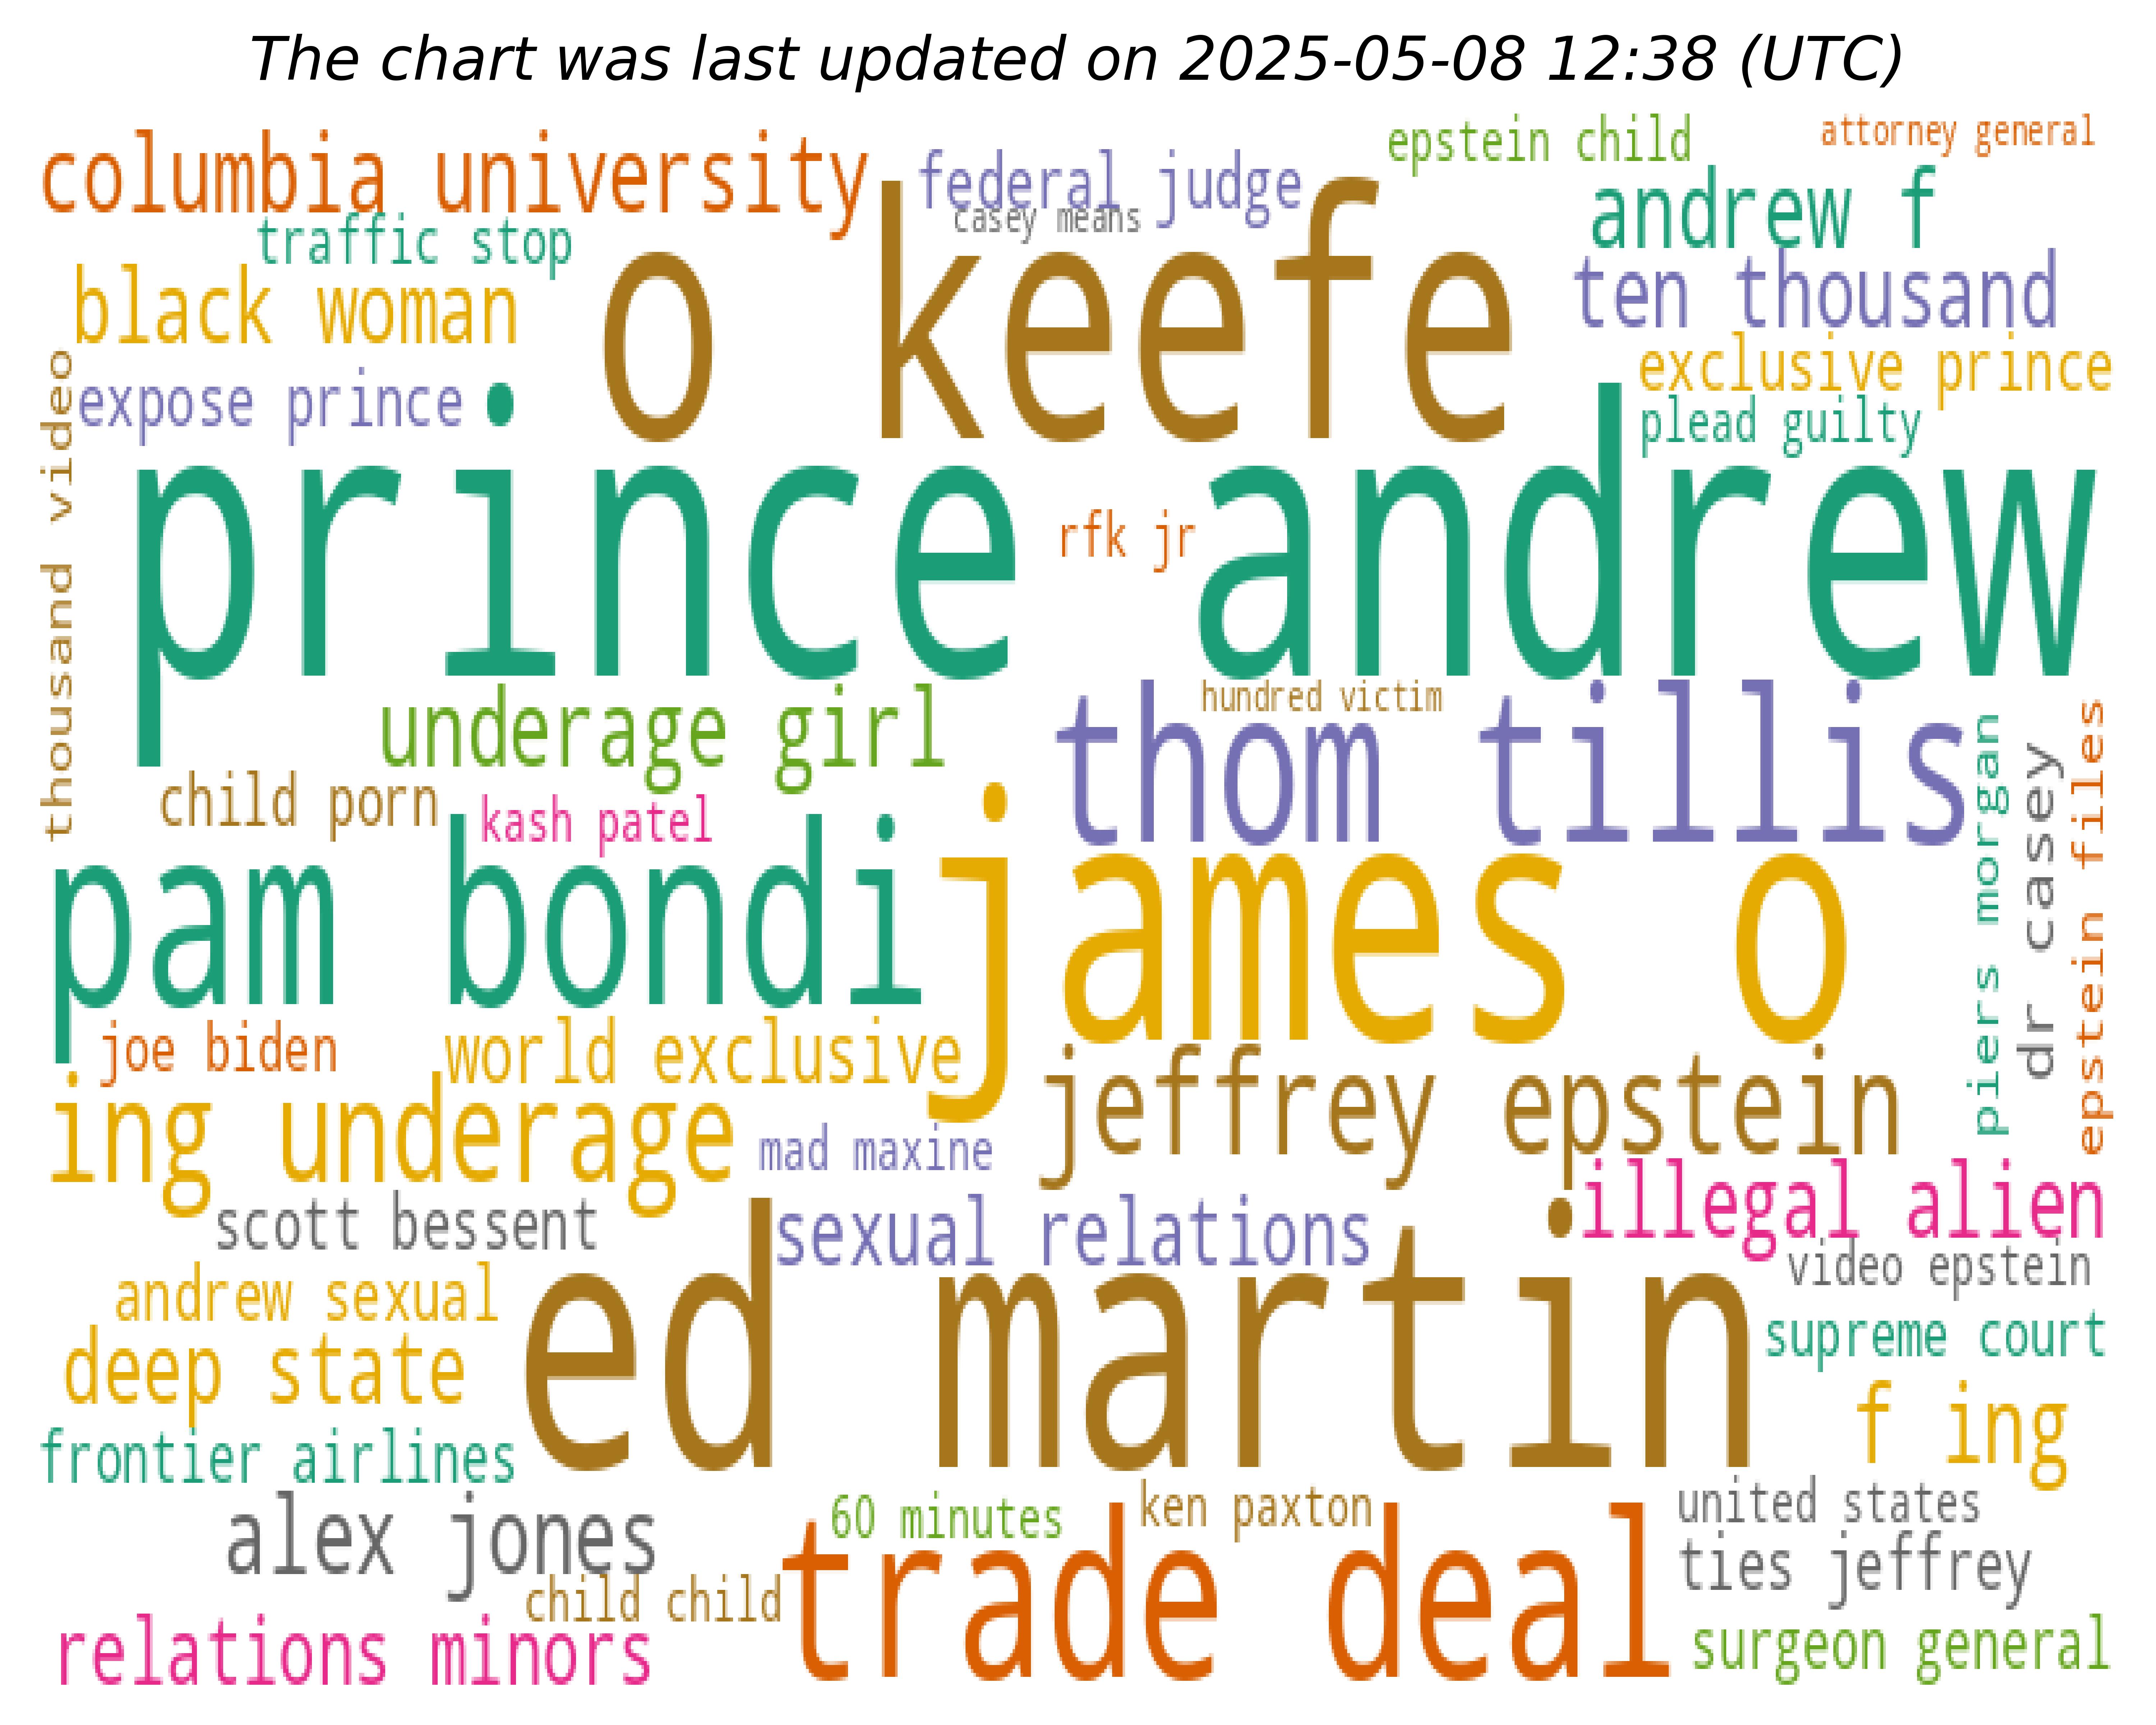 The chart was last updated on 2025-05-08 12:38 (UTC)
columbia university
federal judge
epstein child
attorney general
casey means
andrew f
traffic stop
o keefe
black woman
ten thousand
exclusive prince
expose prince
plead guilty
thousand video
prince andrew
rfk jr
underage girl
hundred victim
thom tillis
child porn
kash patel
piers morgan
dr casey
epstein files
pam bondi
james o
joe biden
world exclusive
jeffrey epstein
ing underage
mad maxine
illegal alien
scott bessent
sexual relations
video epstein
andrew sexual
ed martin
supreme court
deep state
f ing
frontier airlines
alex jones
60 minutes
ken paxton
united states
trade deal
ties jeffrey
child child
relations minors
surgeon general